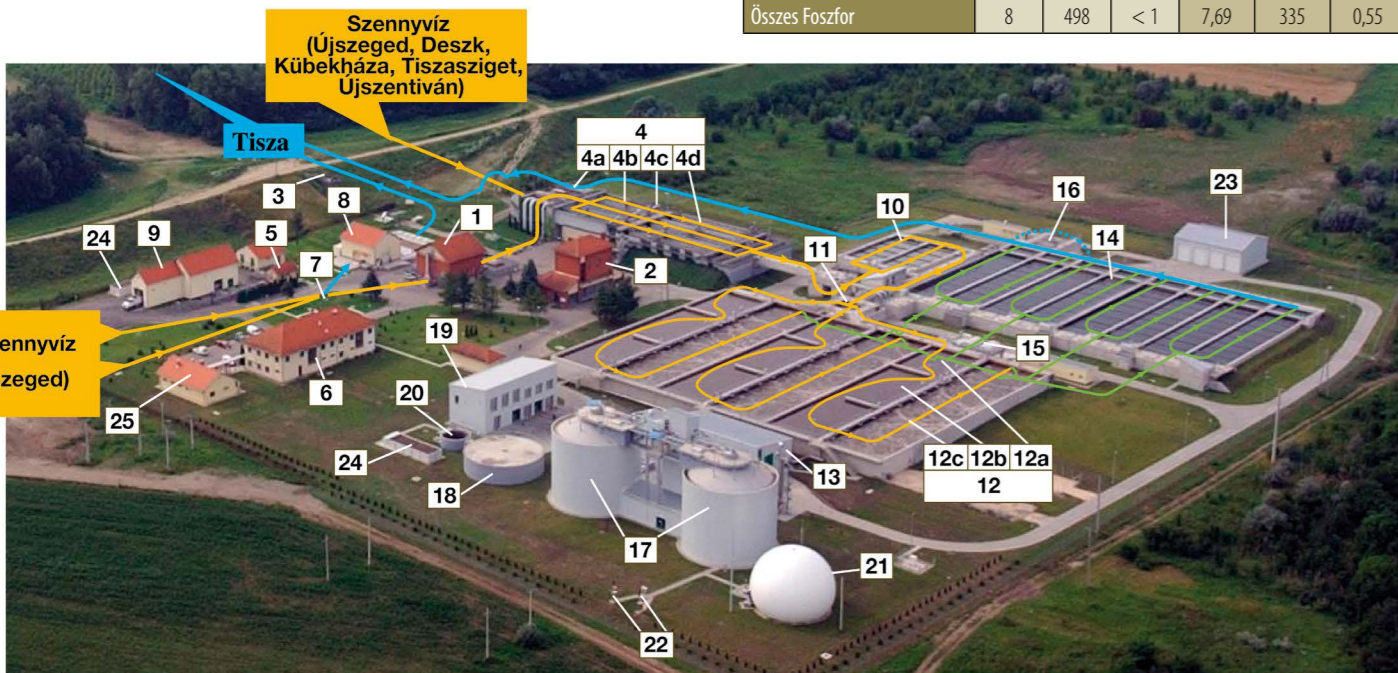 Összes Foszfor 8 498 < 1 7,69 335 0,55
Szennyvíz
(Újszeged, Deszk,
Kübekháza, Tiszasziget,
Újszentiván)
Tisza
4
4a 4b 4c 4d
3
8
1
10
16
23
24
9
5
7
11
14
2
ennyvíz
zeged)
19
15
6
25
20
24
18
13
12c 12b 12a
12
17
21
22